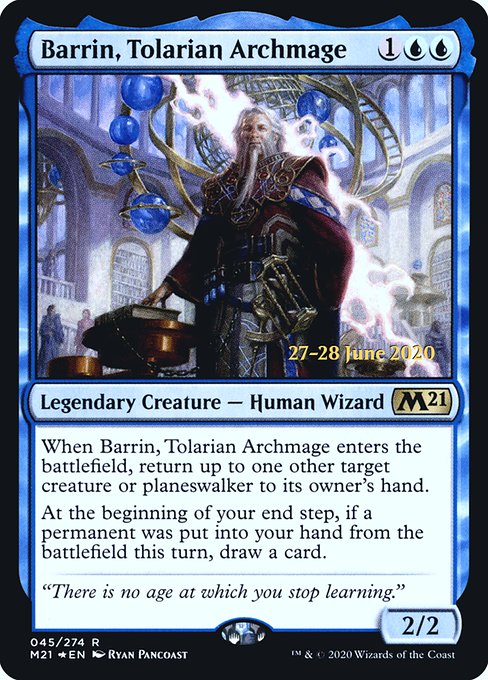 Barrin, Tolarian Archmage 1
27–28 June 2020
Legendary Creature — Human Wizard M21
When Barrin, Tolarian Archmage enters the
battlefield, return up to one other target
creature or planeswalker to its owner's hand.
At the beginning of your end step, if a
permanent was put into your hand from the
battlefield this turn, draw a card.
"There is no age at which you stop learning."
2/2
045/274 R
M21 ★ EN Ryan Pancoast
™ & © 2020 Wizards of the Coast